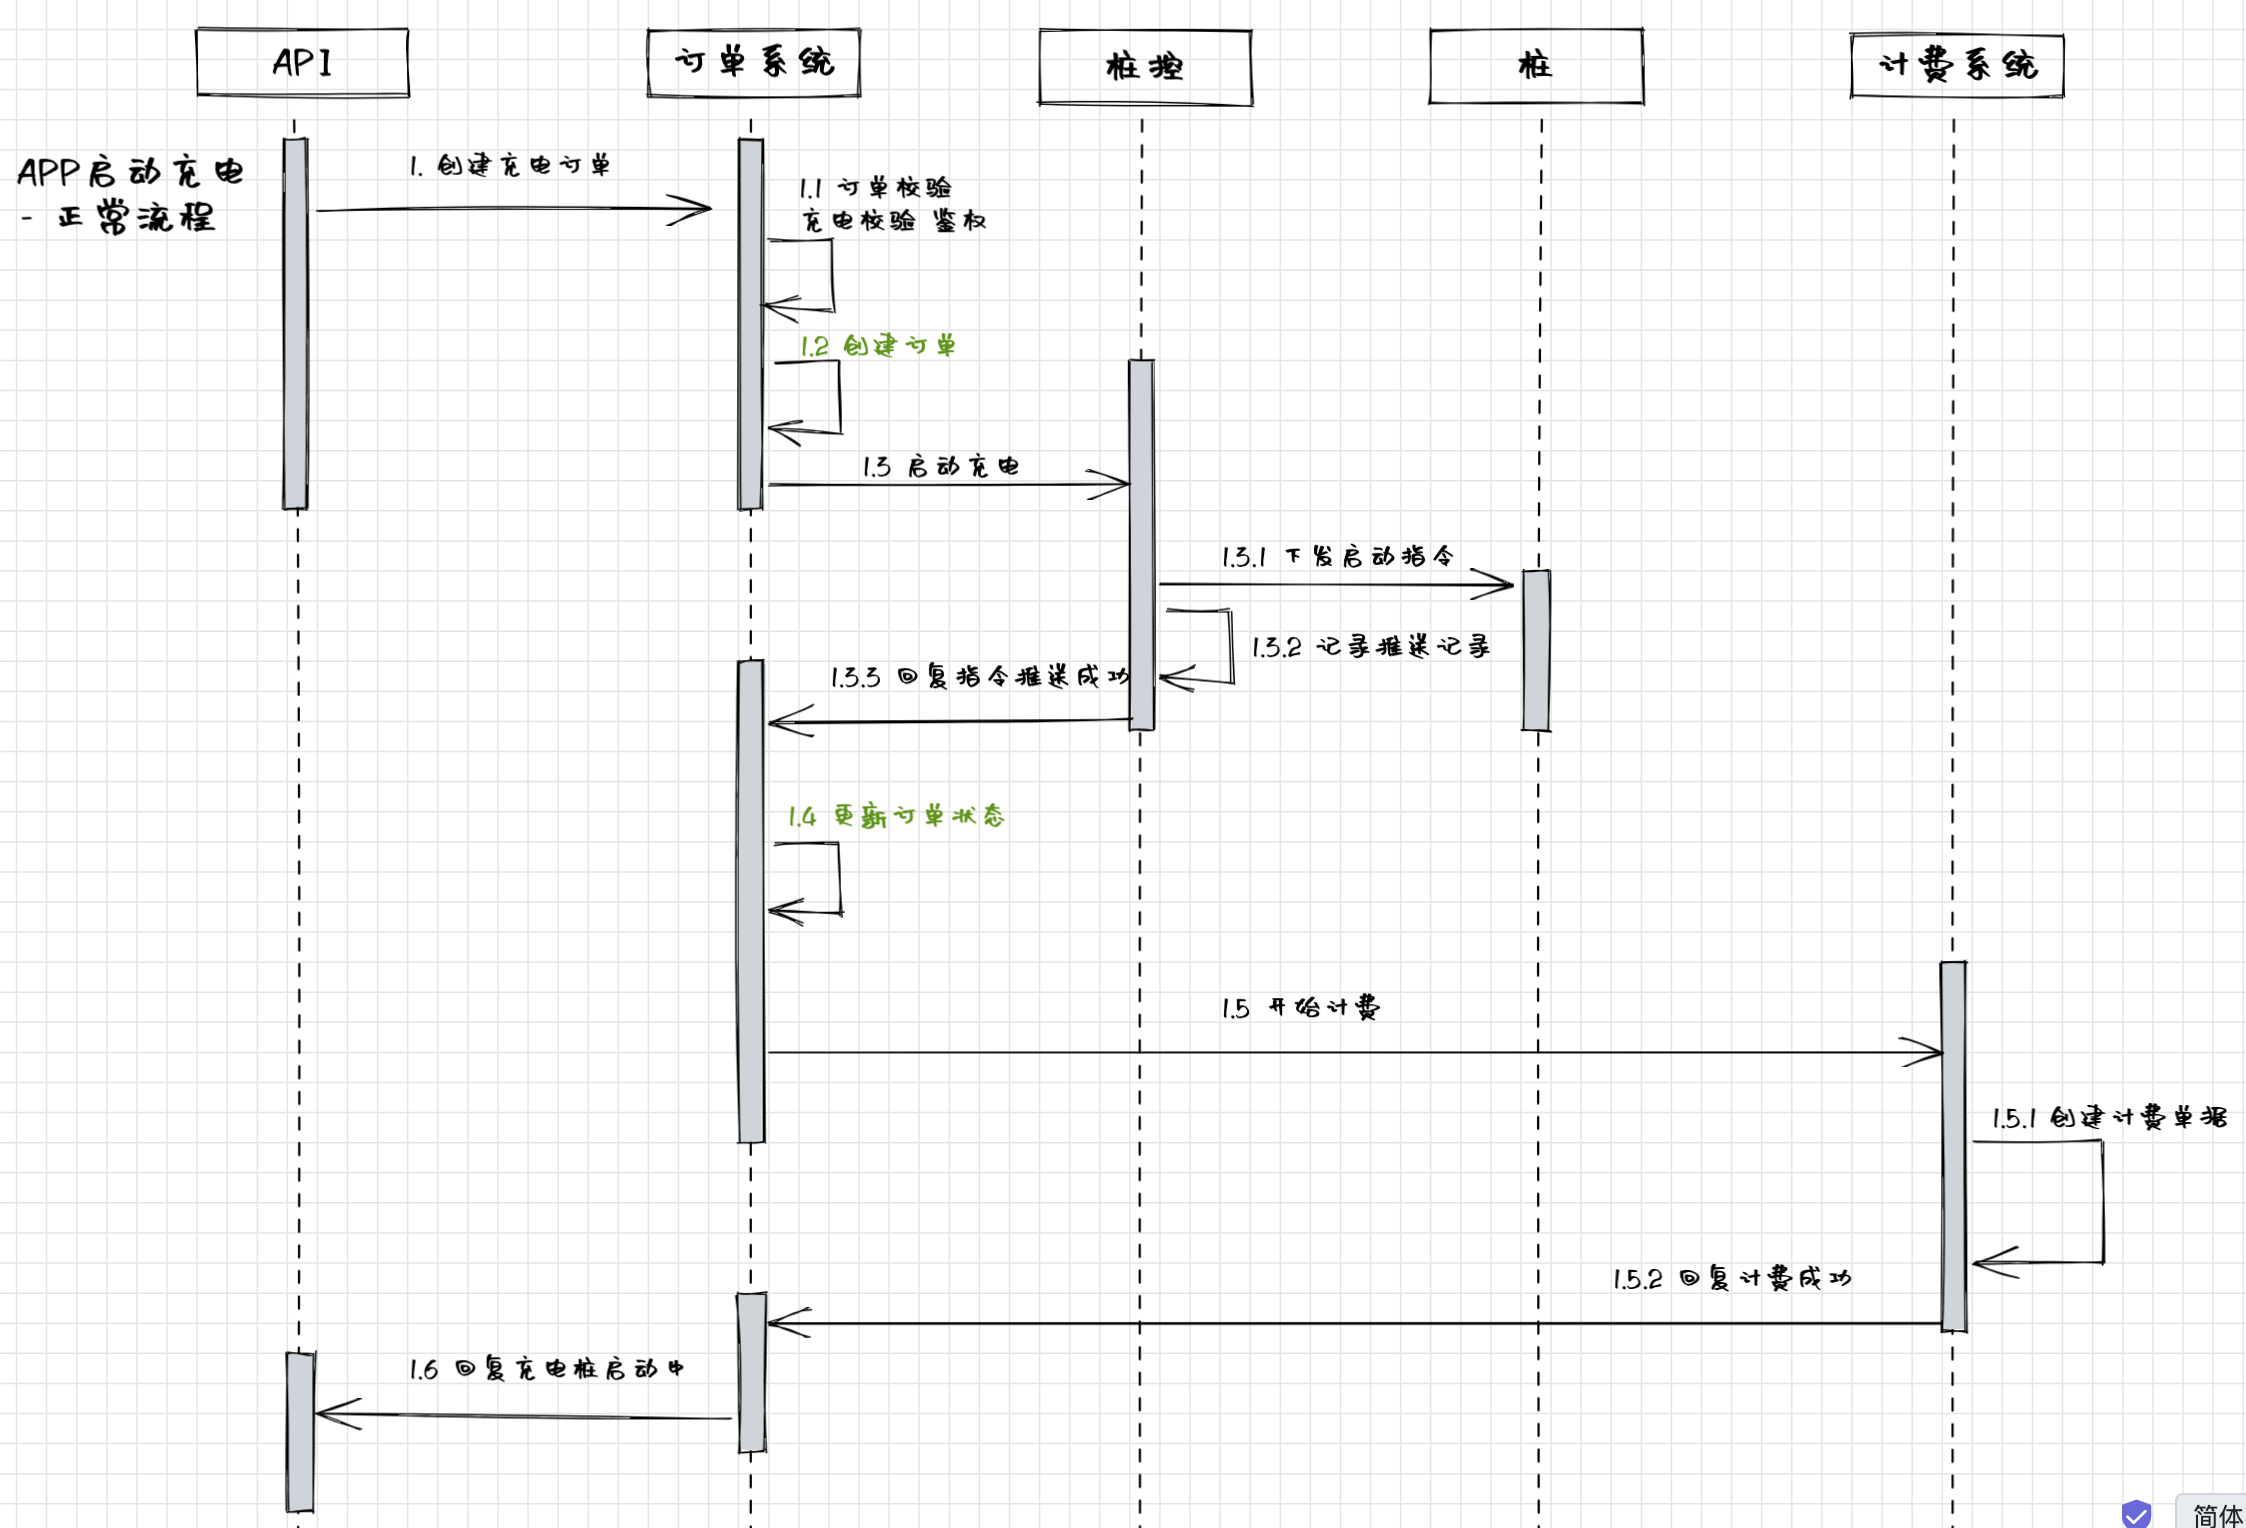 API
订单系统
桩控
桩
计费系统
APP启动充电
- 正常流程
1. 创建充电订单
1.1 订单校验
充电校验 鉴权
1.2 创建订单
1.3 启动充电
1.3.1 下发启动指令
1.3.2 记录推送记录
1.3.3 回复指令推送成功
1.4 更新订单状态
1.5 开始计费
1.5.1 创建计费单据
1.5.2 回复计费成功
1.6 回复充电桩启动中
简体